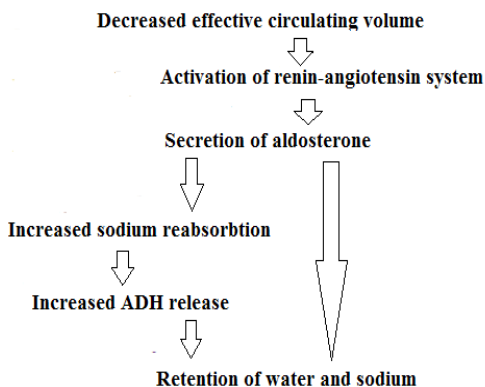 Decreased effective circulating volume
Activation of renin-angiotensin system
Secretion of aldosterone
Increased sodium reabsorbtion
Increased ADH release
Retention of water and sodium